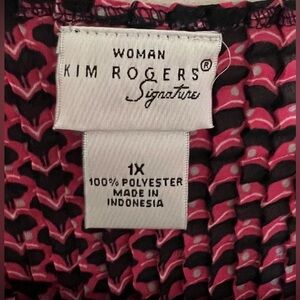 WOMAN
KIM ROGERS®
Signature
1X
100% POLYESTER
MADE IN
INDONESIA